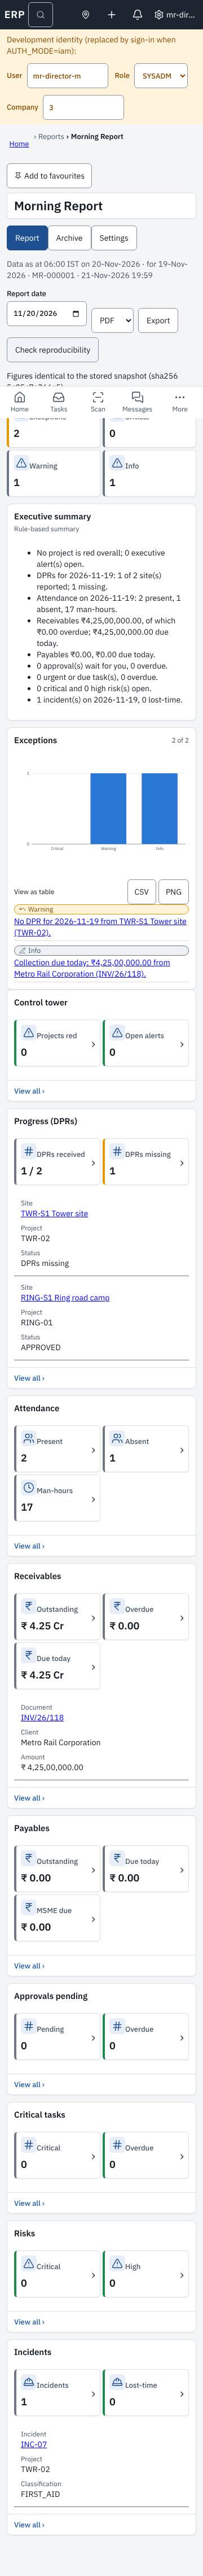 ERP
mr-dir...
Development identity (replaced by sign-in when
AUTH_MODE=iam):
User
mr-director-m
Role
SYSADM
Company
3
Home
› Reports › Morning Report
Add to favourites
Morning Report
Report
Archive
Settings
Data as at 06:00 IST on 20-Nov-2026 · for 19-Nov-
2026 · MR-000001 · 21-Nov-2026 19:59
Report date
11/20/2026
PDF
Export
Check reproducibility
Figures identical to the stored snapshot (sha256
Home
Tasks
Scan
Messages
More
2
0
Warning
1
Info
1
Executive summary
Rule-based summary
No project is red overall; 0 executive
alert(s) open.
DPRs for 2026-11-19: 1 of 2 site(s)
reported; 1 missing.
Attendance on 2026-11-19: 2 present, 1
absent, 17 man-hours.
Receivables ₹4,25,00,000.00, of which
₹0.00 overdue; ₹4,25,00,000.00 due
today.
Payables ₹0.00, ₹0.00 due today.
0 approval(s) wait for you, 0 overdue.
0 urgent or due task(s), 0 overdue.
0 critical and 0 high risk(s) open.
1 incident(s) on 2026-11-19, 0 lost-time.
Exceptions
2 of 2
1
0
Critical
Warning
Info
View as table
CSV
PNG
Warning
No DPR for 2026-11-19 from TWR-S1 Tower site
(TWR-02).
Info
Collection due today: ₹4,25,00,000.00 from
Metro Rail Corporation (INV/26/118).
Control tower
Projects red
0
Open alerts
0
View all ›
Progress (DPRs)
DPRs received
1 / 2
DPRs missing
1
Site
TWR-S1 Tower site
Project
TWR-02
Status
DPRs missing
Site
RING-S1 Ring road camp
Project
RING-01
Status
APPROVED
View all ›
Attendance
Present
2
Absent
1
Man-hours
17
View all ›
Receivables
Outstanding
₹ 4.25 Cr
Overdue
₹ 0.00
Due today
₹ 4.25 Cr
Document
INV/26/118
Client
Metro Rail Corporation
Amount
₹ 4,25,00,000.00
View all ›
Payables
Outstanding
₹ 0.00
Due today
₹ 0.00
MSME due
₹ 0.00
View all ›
Approvals pending
Pending
0
Overdue
0
View all ›
Critical tasks
Critical
0
Overdue
0
View all ›
Risks
Critical
0
High
0
View all ›
Incidents
Incidents
1
Lost-time
0
Incident
INC-07
Project
TWR-02
Classification
FIRST_AID
View all ›